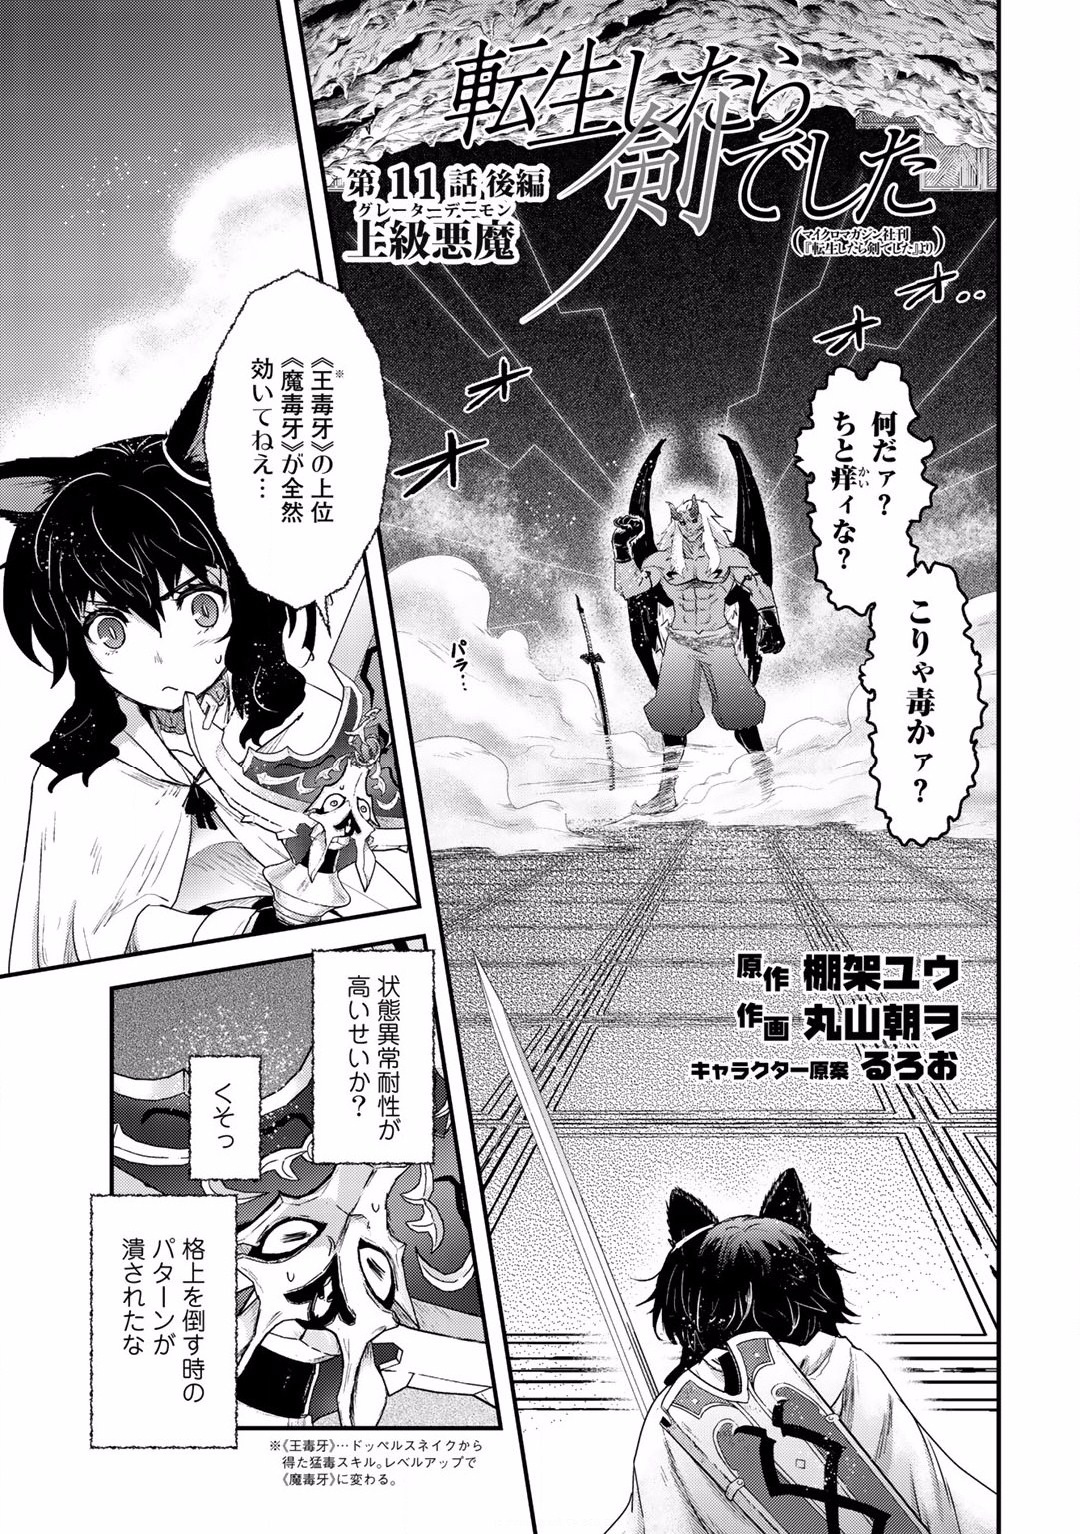 転生したら
剣でした
第11話 後編
グレーターデーモン
上級悪魔
(マイクロマガジン社刊
『転生したら剣でした』より)
オオオオ…
何だァ?
ちと痒ィな?
かい
こりゃ毒かァ?
パラ…
原作 棚架ユウ
作画 丸山朝ヲ
キャラクター原案 るろお
※
《王毒牙》の上位
《魔毒牙》が全然
効いてねえ…
状態異常耐性が
高いせいか?
くそっ
格上を倒す時の
パターンが
潰されたな
※《王毒牙》…ドッペルスネイクから
得た猛毒スキル。レベルアップで
《魔毒牙》に変わる。